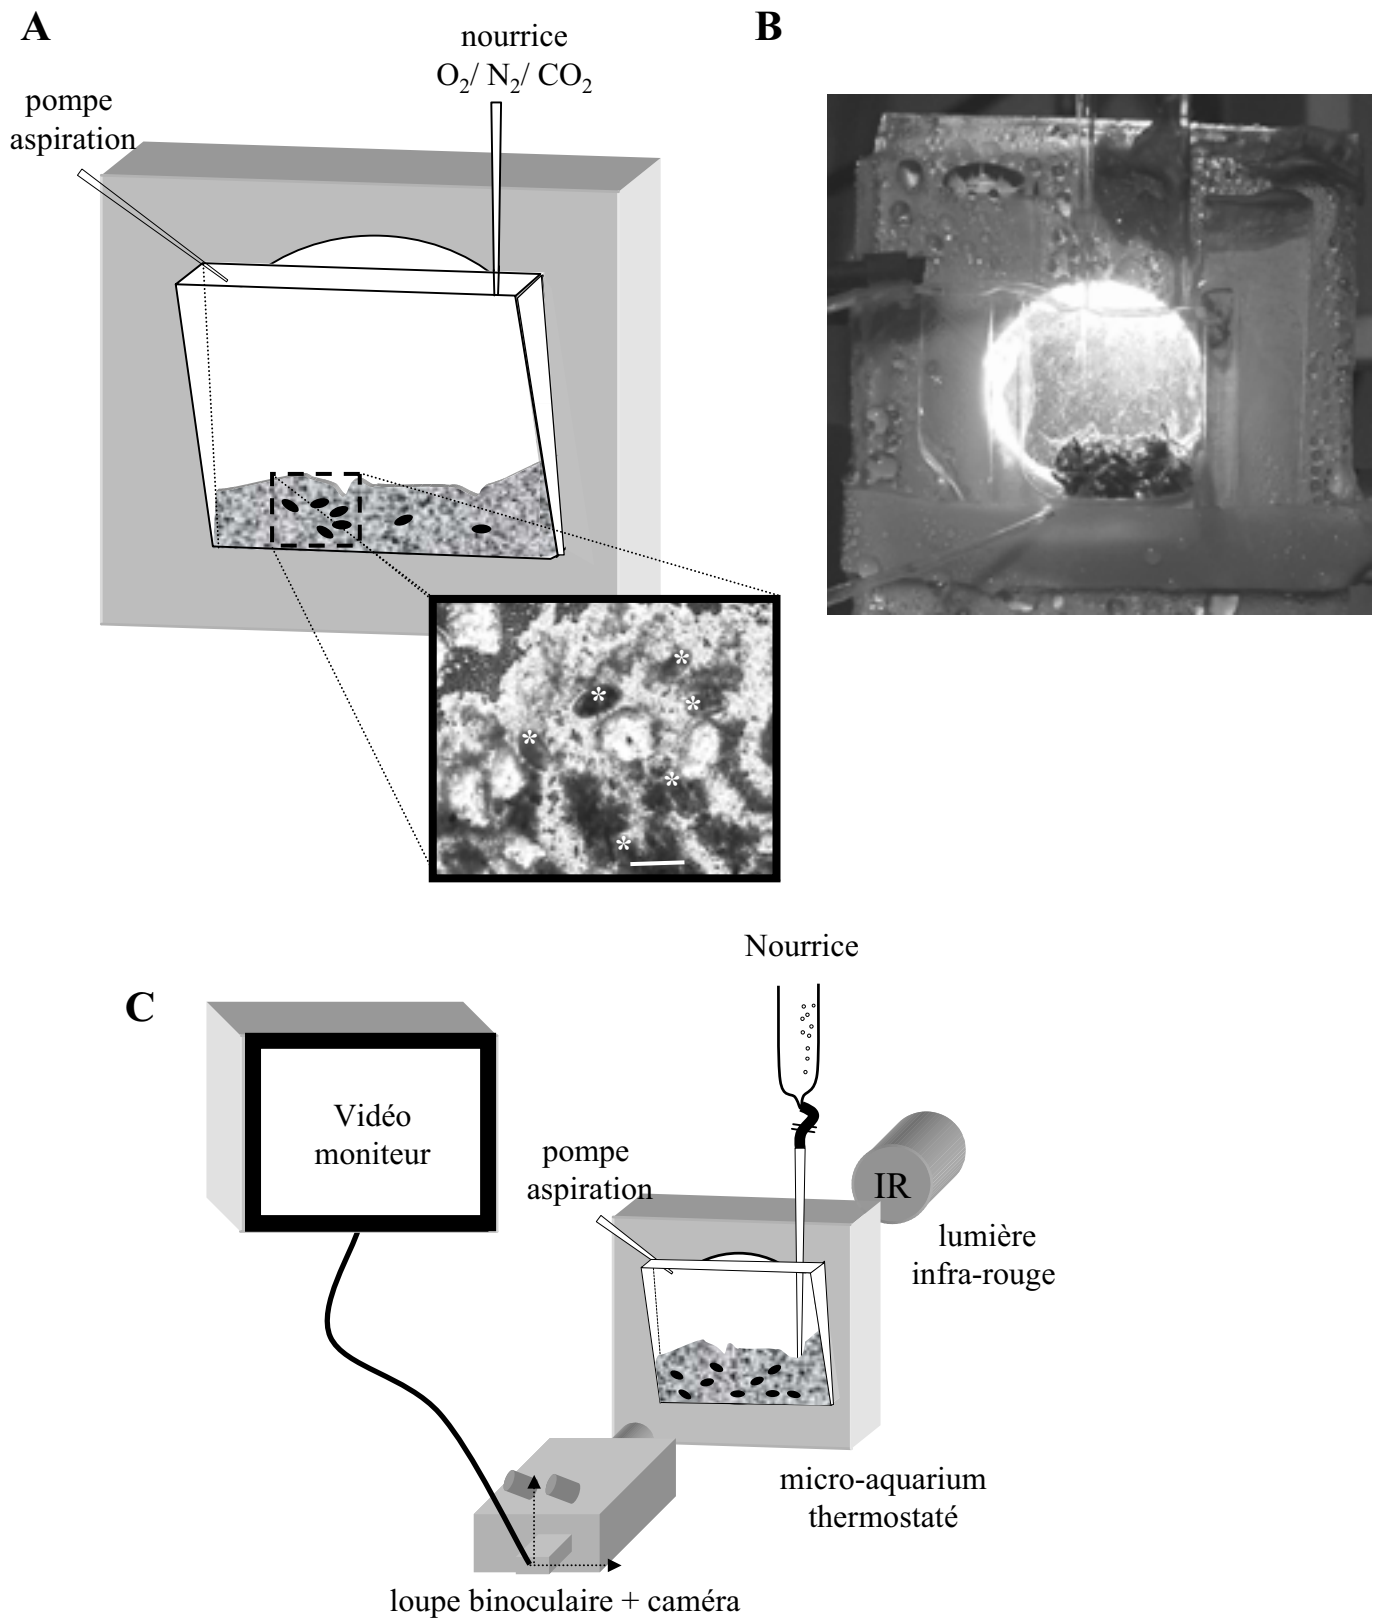 A
nourrice
O₂/ N₂/ CO₂
pompe
aspiration
B
*
*
*
*
*
*
Nourrice
C
Vidéo
moniteur
pompe
aspiration
IR
lumière
infra-rouge
micro-aquarium
thermostaté
loupe binoculaire + caméra